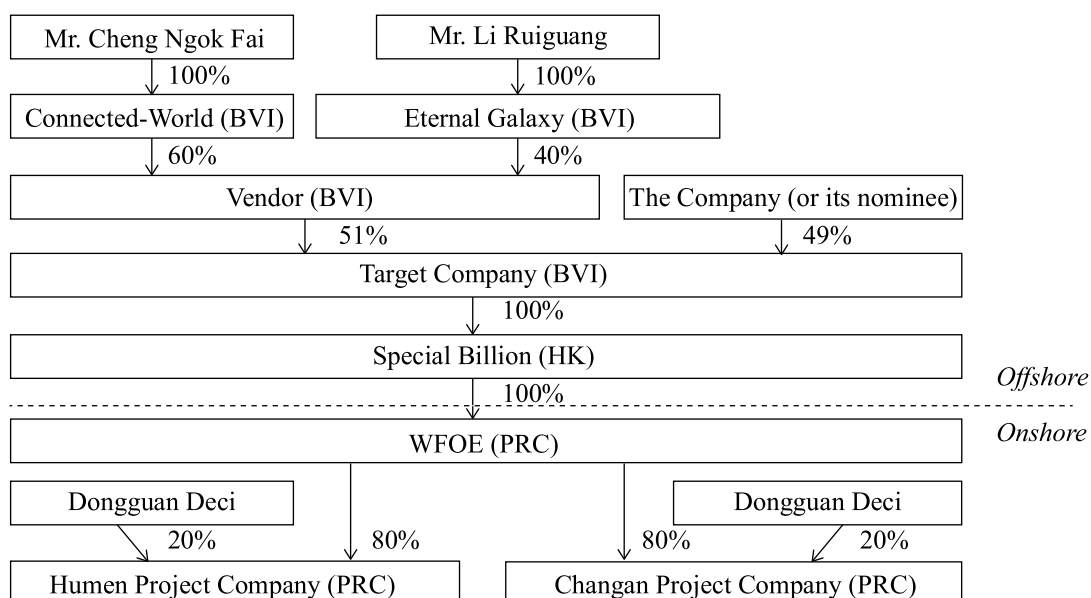 Mr. Cheng Ngok Fai
Mr. Li Ruiguang
100%
100%
Connected-World (BVI)
Eternal Galaxy (BVI)
60%
40%
Vendor (BVI)
The Company (or its nominee)
51%
49%
Target Company (BVI)
100%
Special Billion (HK)
Offshore
100%
Onshore
WFOE (PRC)
Dongguan Deci
Dongguan Deci
20%
80%
80%
20%
Humen Project Company (PRC)
Changan Project Company (PRC)